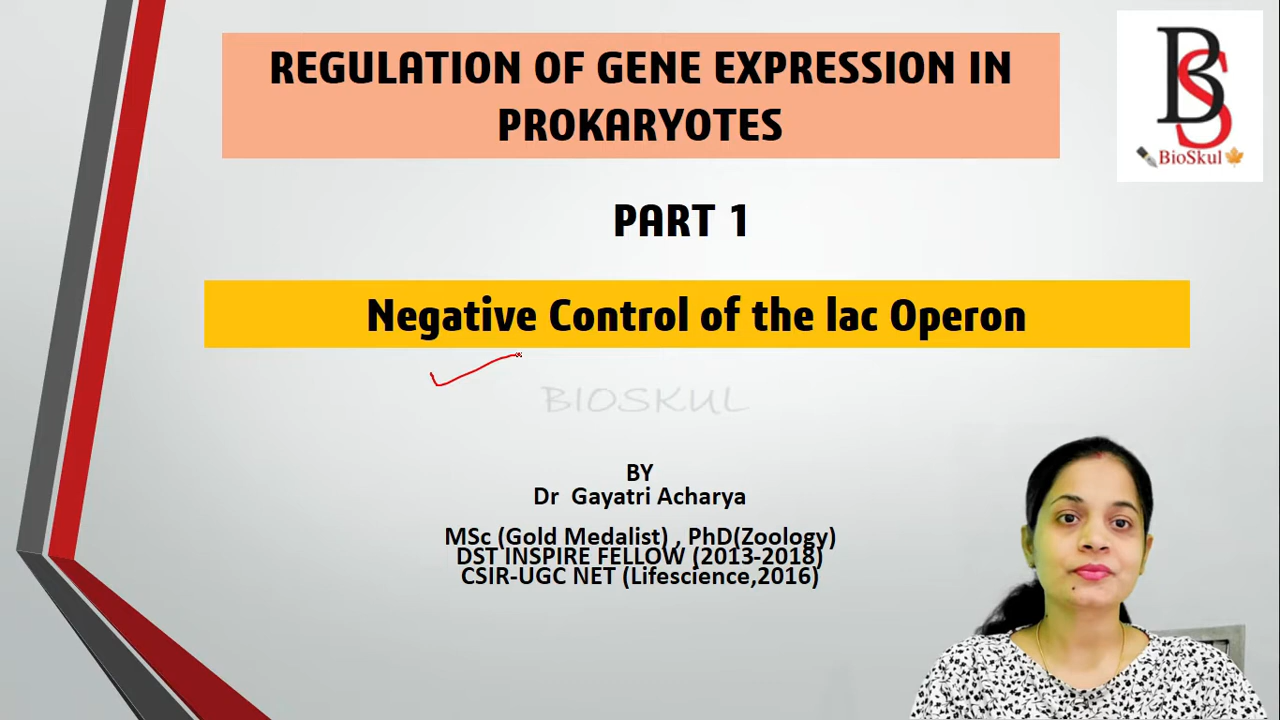 REGULATION OF GENE EXPRESSION IN
PROKARYOTES
BS
BioSkul
PART 1
Negative Control of the lac Operon
BIOSKUL
BY
Dr Gayatri Acharya
MSc (Gold Medalist) , PhD(Zoology)
DST INSPIRE FELLOW (2013-2018)
CSIR-UGC NET (Lifescience,2016)